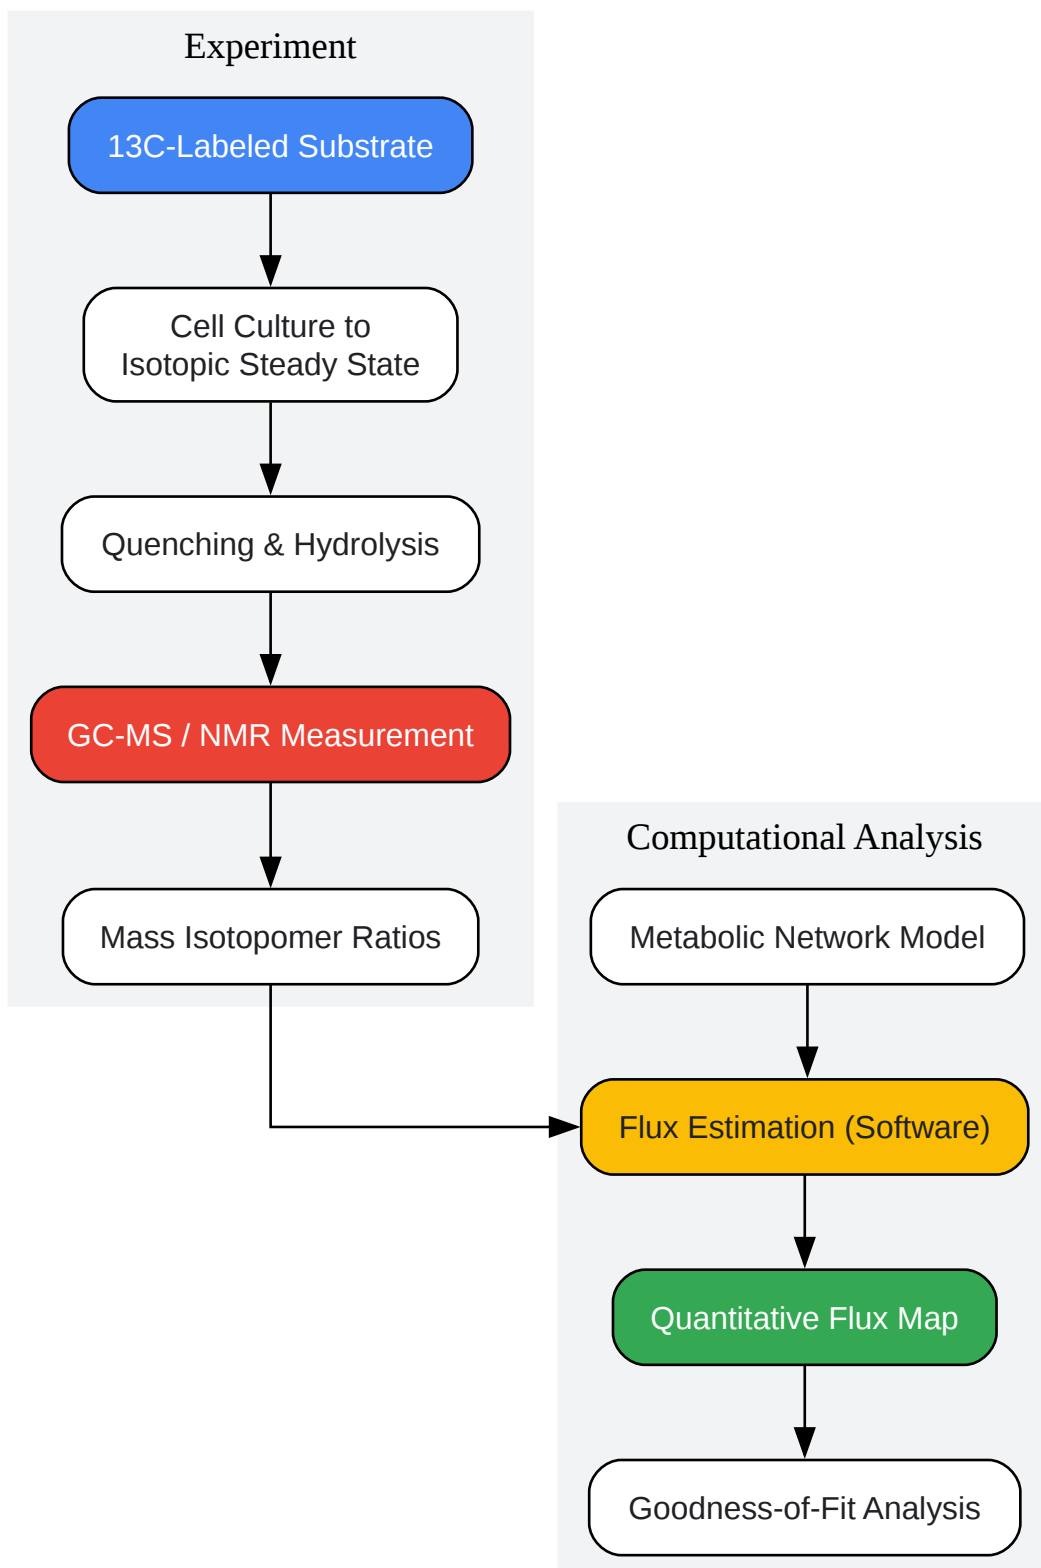 Experiment
13C-Labeled Substrate
Cell Culture to
Isotopic Steady State
Quenching & Hydrolysis
GC-MS / NMR Measurement
Mass Isotopomer Ratios
Computational Analysis
Metabolic Network Model
Flux Estimation (Software)
Quantitative Flux Map
Goodness-of-Fit Analysis